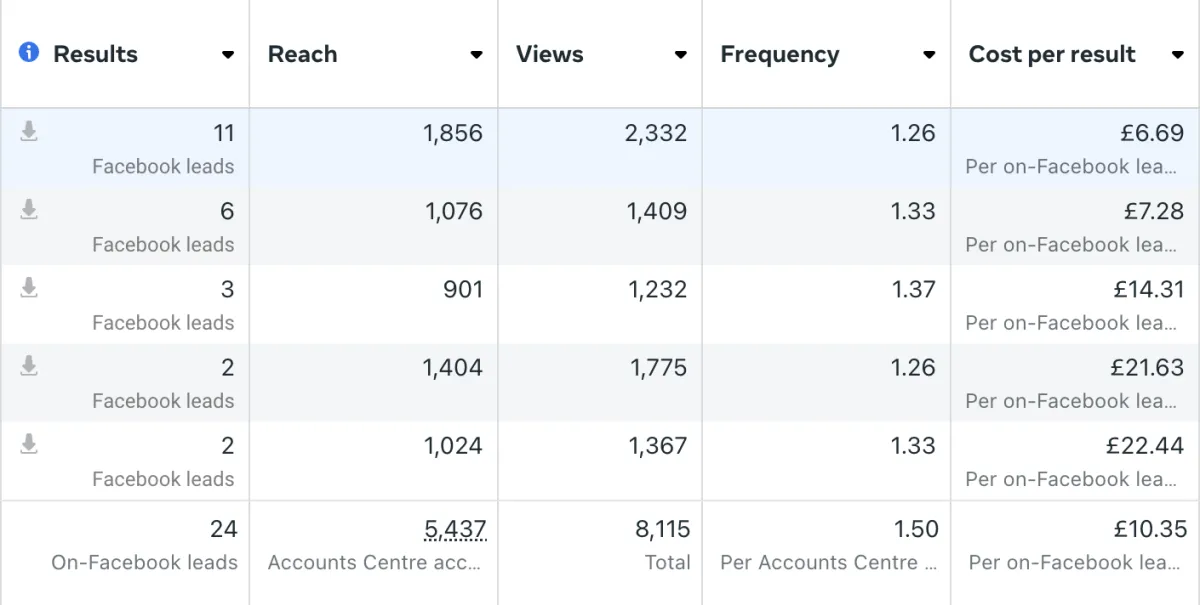 Results Reach Views Frequency Cost per result
11 1,856 2,332 1.26 £6.69
Facebook leads Per on-Facebook lea...
6 1,076 1,409 1.33 £7.28
Facebook leads Per on-Facebook lea...
3 901 1,232 1.37 £14.31
Facebook leads Per on-Facebook lea...
2 1,404 1,775 1.26 £21.63
Facebook leads Per on-Facebook lea...
2 1,024 1,367 1.33 £22.44
Facebook leads Per on-Facebook lea...
24 5,437 8,115 1.50 £10.35
On-Facebook leads Accounts Centre acc... Total Per Accounts Centre ... Per on-Facebook lea...